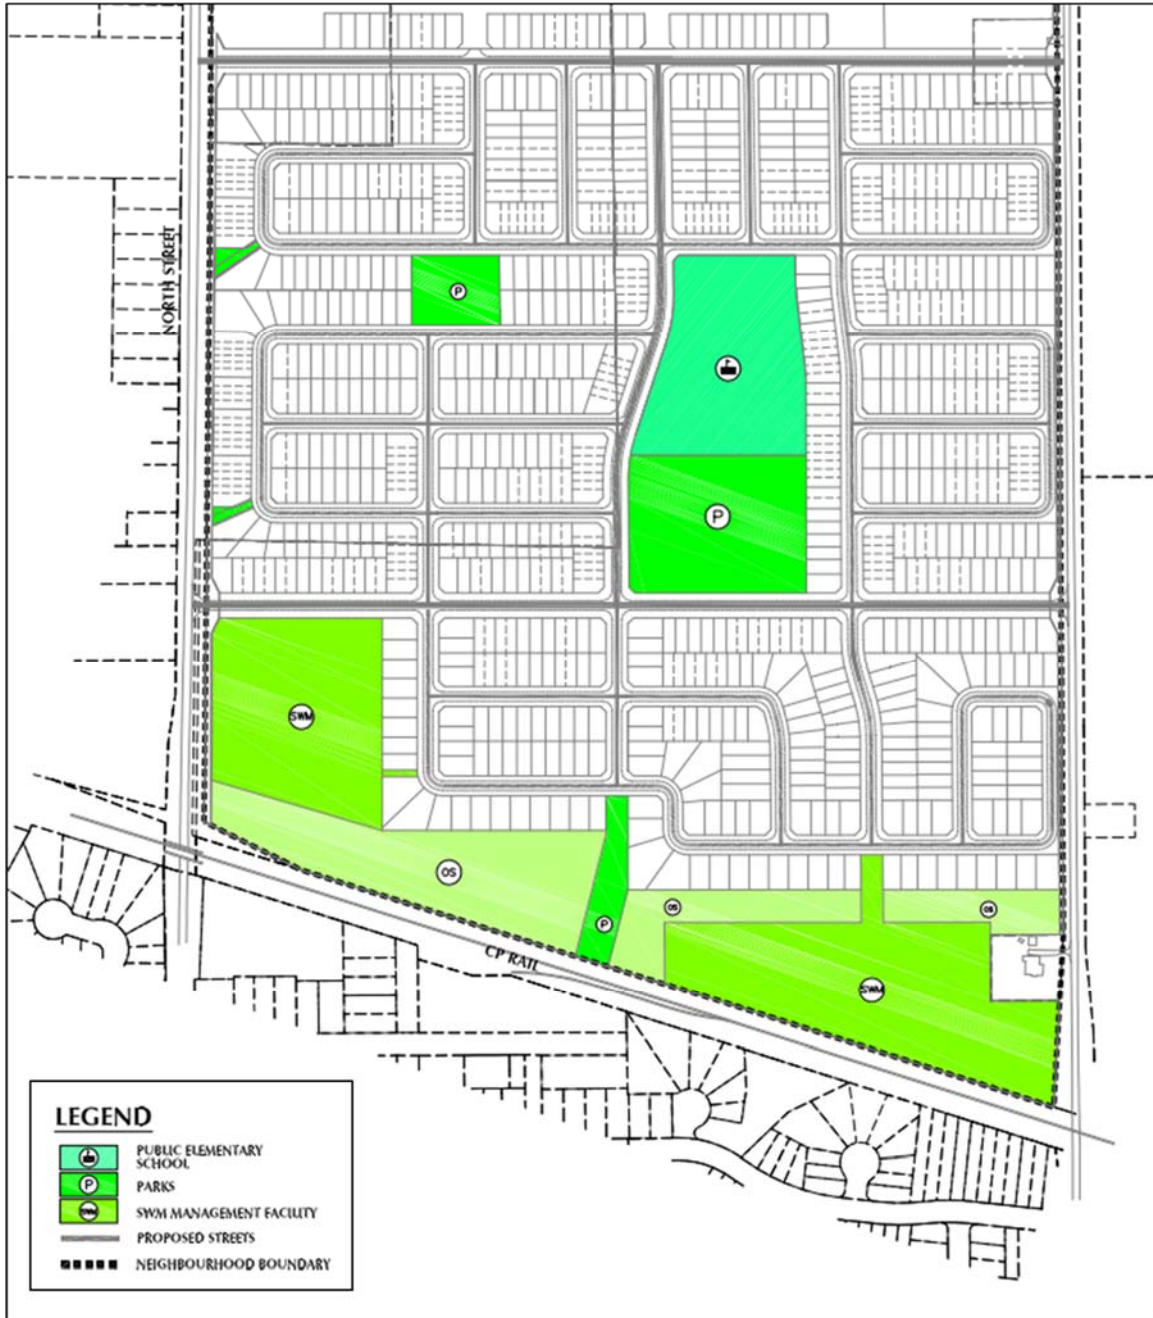 NORTH STREET
P
P
SWM
OS
OS
OS
P
CP RAIL
SWM
LEGEND
PUBLIC ELEMENTARY
SCHOOL
P
PARKS
SWM
SWM MANAGEMENT FACILITY
PROPOSED STREETS
NEIGHBOURHOOD BOUNDARY